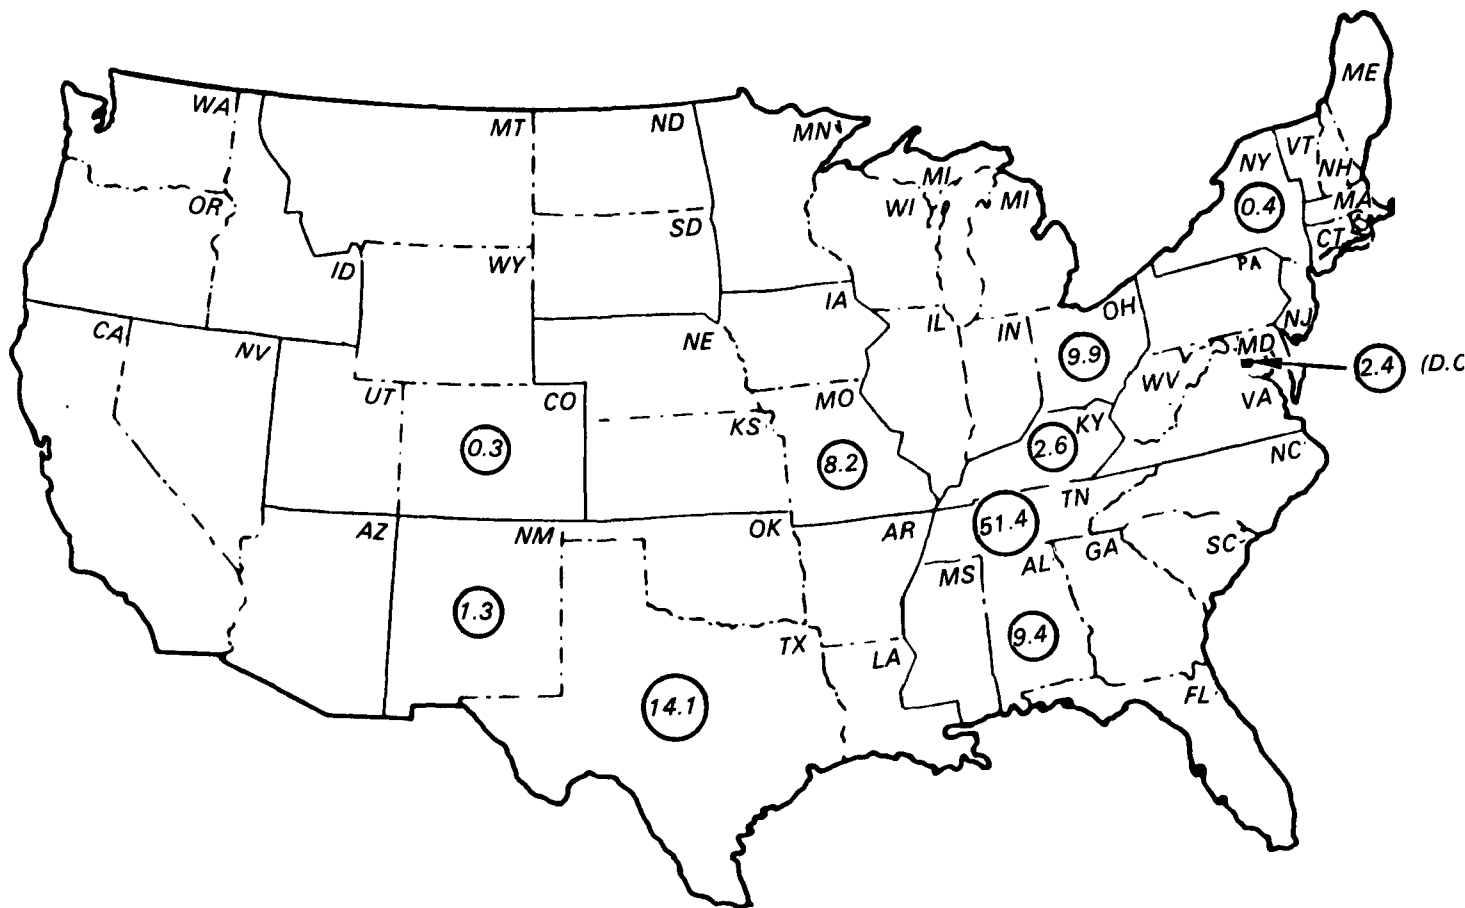 ME
WA
MT
ND
MN
VT
NY
NH
OR
MI
WI
MI
MA
0.4
SD
CT
ID
WY
PA
IA
CA
NV
NE
IL
IN
OH
NJ
9.9
MD
2.4 (D.C
WV
VA
UT
CO
MO
KS
KY
0.3
8.2
2.6
NC
TN
AZ
NM
OK
AR
51.4
GA
SC
MS
AL
1.3
9.4
TX
LA
14.1
FL